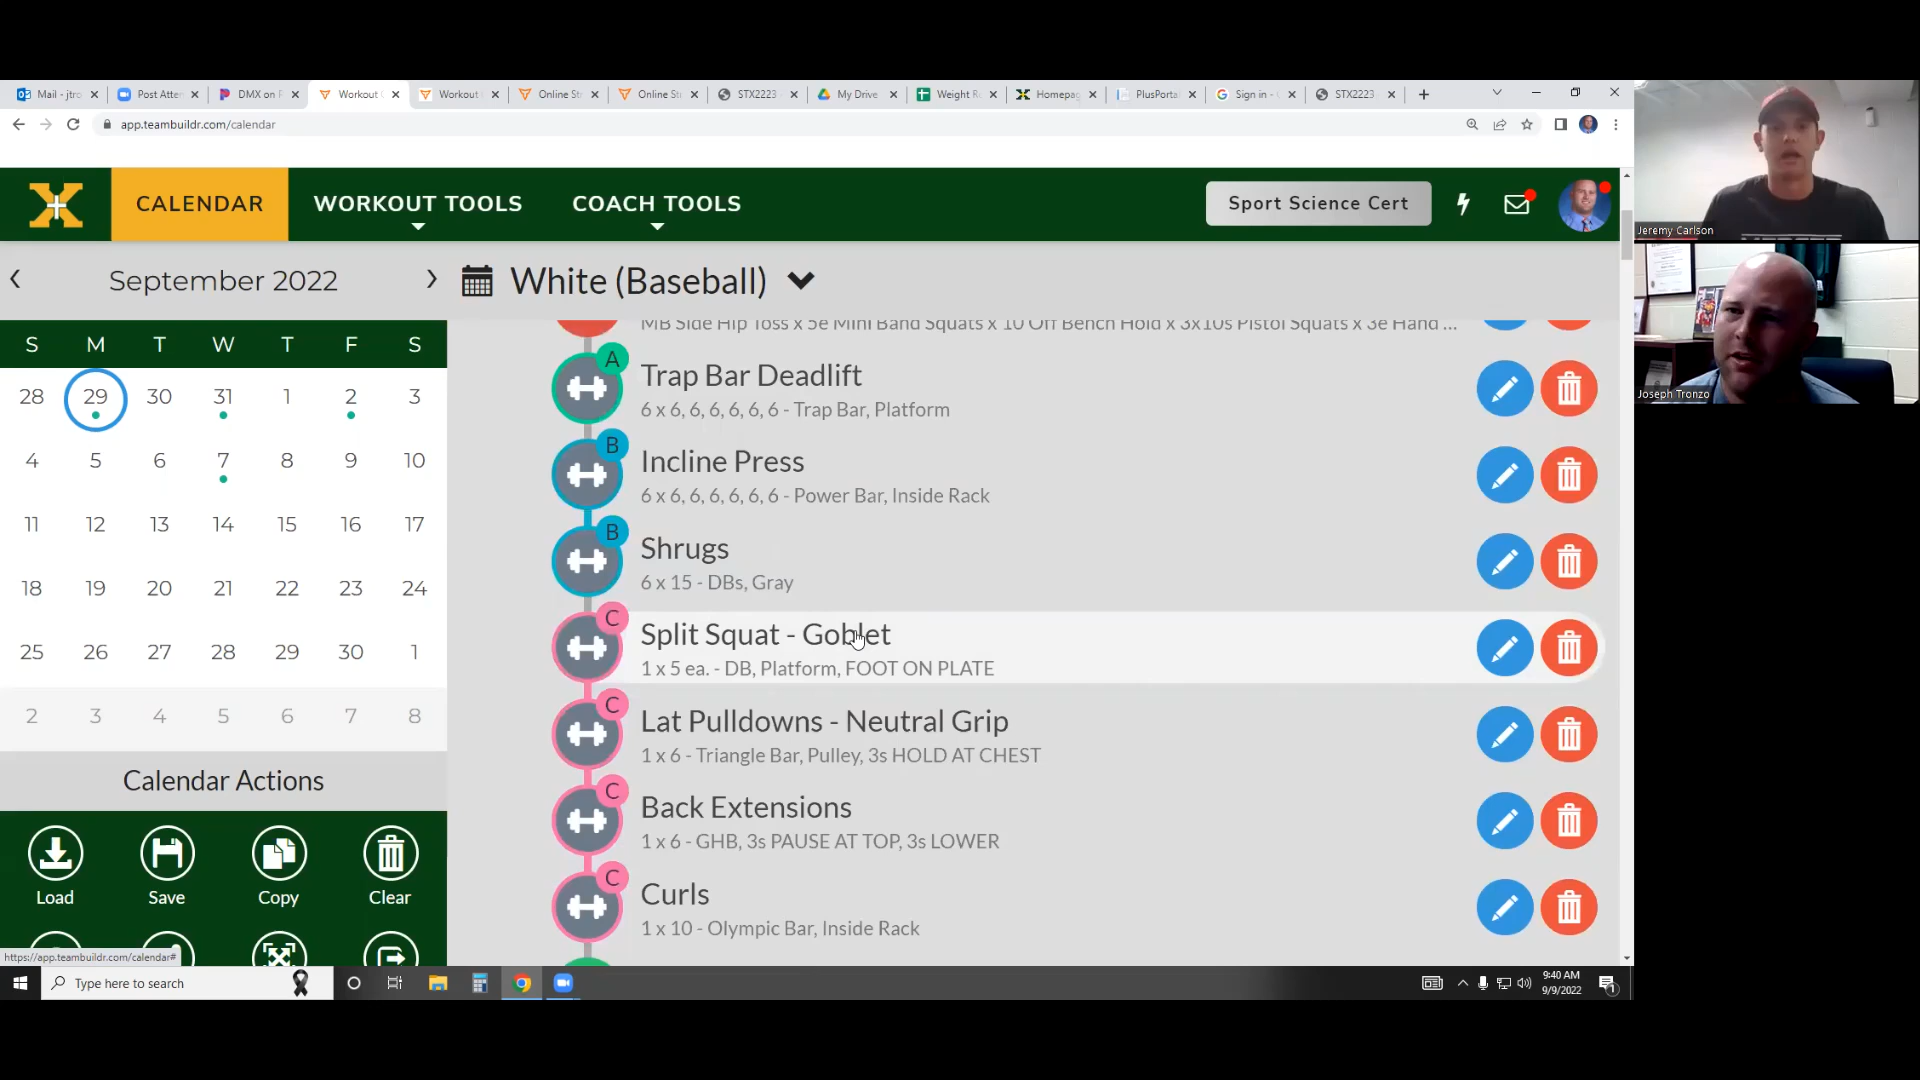 Mail - jtro
Post Atten
DMX on P
Workout C
Workout
Online Str
Online Str
STX2223
My Drive
Weight R
Homepag
PlusPorta
Sign in -
STX2223
app.teambuildr.com/calendar
CALENDAR
WORKOUT TOOLS
COACH TOOLS
Sport Science Cert
September 2022
White (Baseball)
S M T W T F S
28 29 30 31 1 2 3
4 5 6 7 8 9 10
11 12 13 14 15 16 17
18 19 20 21 22 23 24
25 26 27 28 29 30 1
2 3 4 5 6 7 8
Calendar Actions
Load
Save
Copy
Clear
https://app.teambuildr.com/calendar#
MB Side Hip Toss x 5e Mini Band Squats x 10 Off Bench Hold x 3x10s Pistol Squats x 3e Hand ...
A
Trap Bar Deadlift
6 x 6, 6, 6, 6, 6, 6 - Trap Bar, Platform
B
Incline Press
6 x 6, 6, 6, 6, 6, 6 - Power Bar, Inside Rack
B
Shrugs
6 x 15 - DBs, Gray
C
Split Squat - Goblet
1 x 5 ea. - DB, Platform, FOOT ON PLATE
C
Lat Pulldowns - Neutral Grip
1 x 6 - Triangle Bar, Pulley, 3s HOLD AT CHEST
C
Back Extensions
1 x 6 - GHB, 3s PAUSE AT TOP, 3s LOWER
C
Curls
1 x 10 - Olympic Bar, Inside Rack
Type here to search
9:40 AM
9/9/2022
1
Jeremy Carlson
Joseph Tronzo